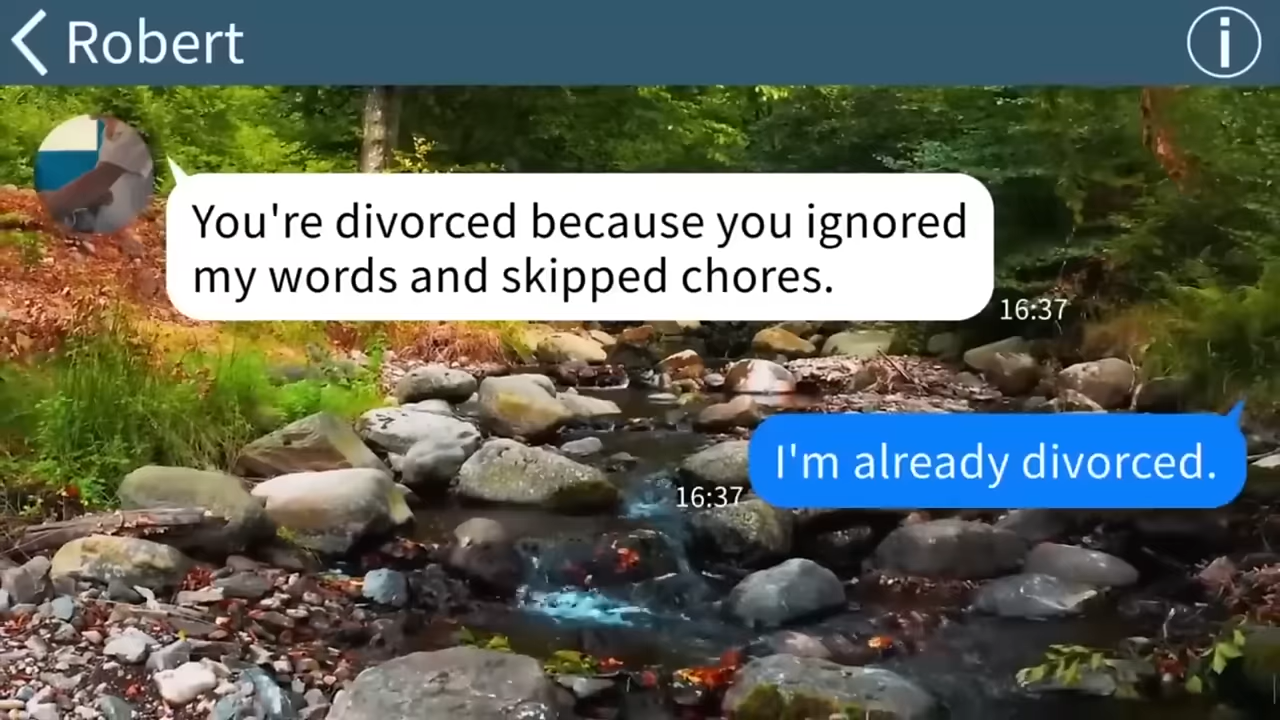 Robert
You're divorced because you ignored
my words and skipped chores.
16:37
I'm already divorced.
16:37